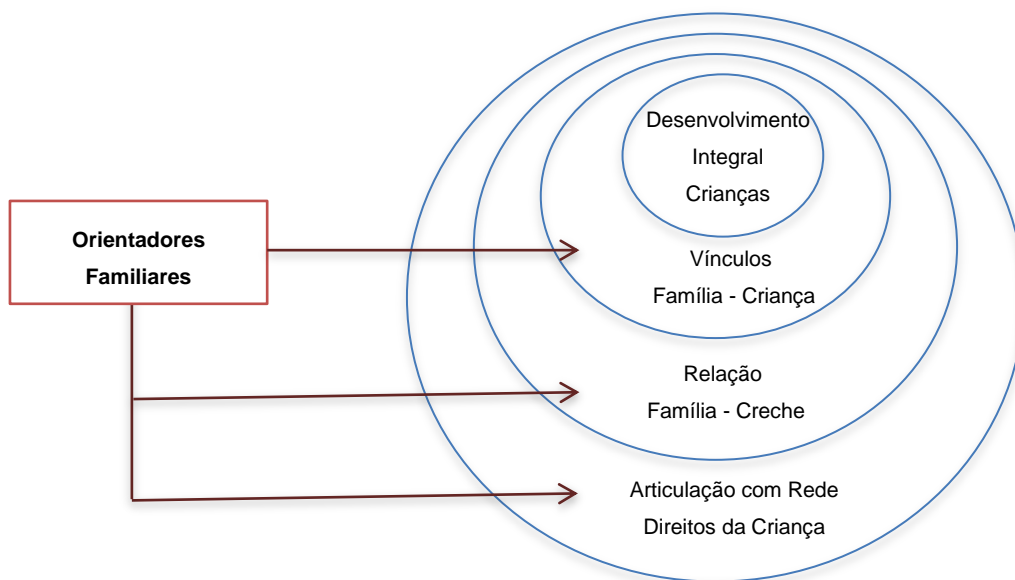 Orientadores
Familiares
Desenvolvimento
Integral
Crianças
Vínculos
Família - Criança
Relação
Família - Creche
Articulação com Rede
Direitos da Criança